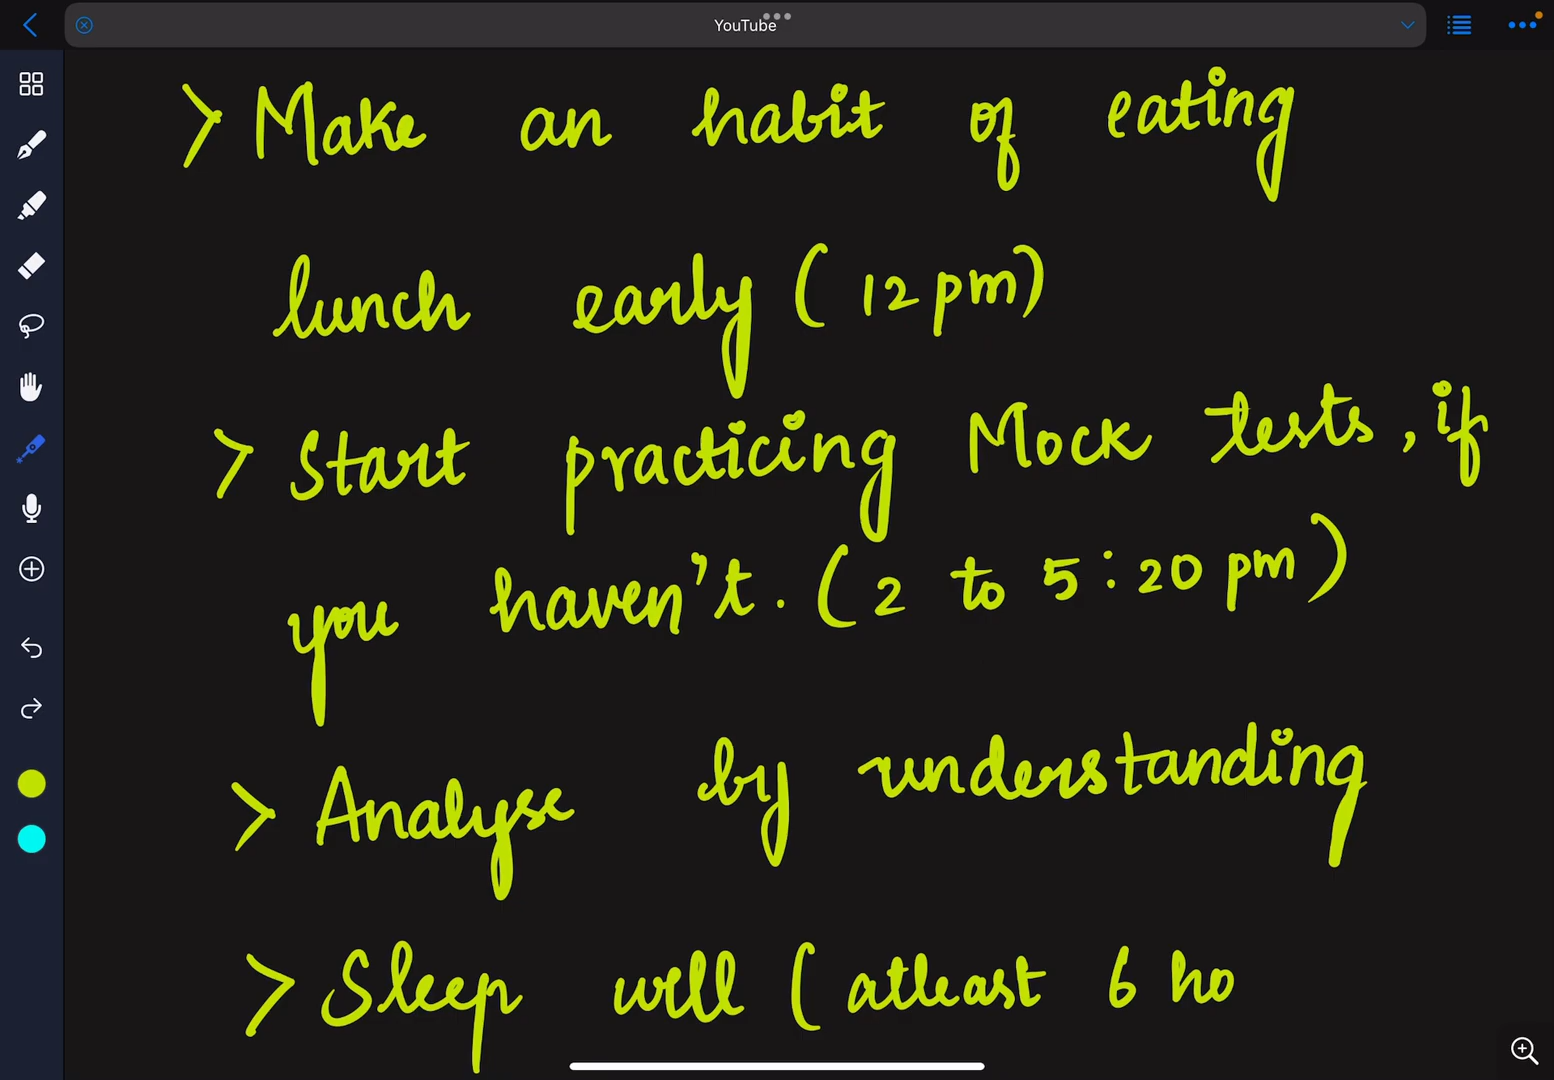 YouTube
> Make an habit of eating
lunch early ( 12 pm)
> Start practicing Mock tests, if
you haven't. (2 to 5:20 pm)
> Analyse by understanding
> Sleep well ( atleast 6 ho